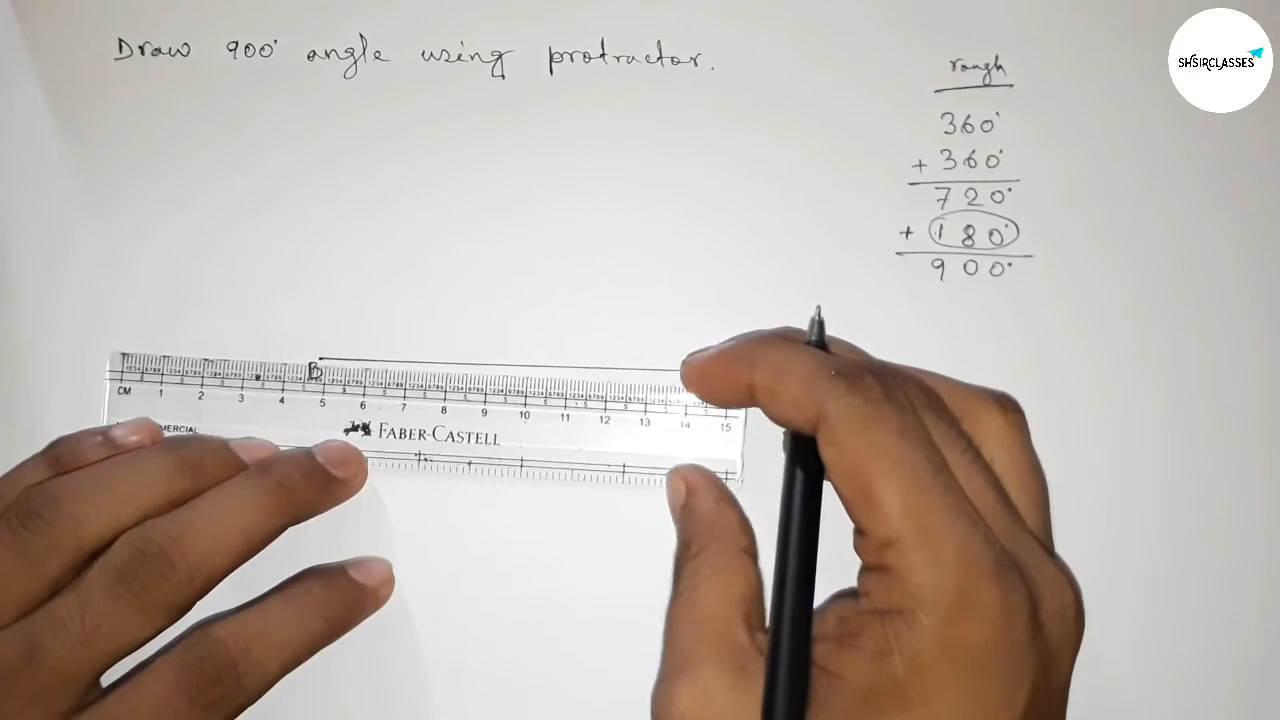 Draw 900° angle using protractor.
SHSIRCLASSES
rough
360°
+ 360°
720°
+ 180°
900°
B
CM 1 2 3 4 5 6 7 8 9 10 11 12 13 14 15
FABER-CASTELL